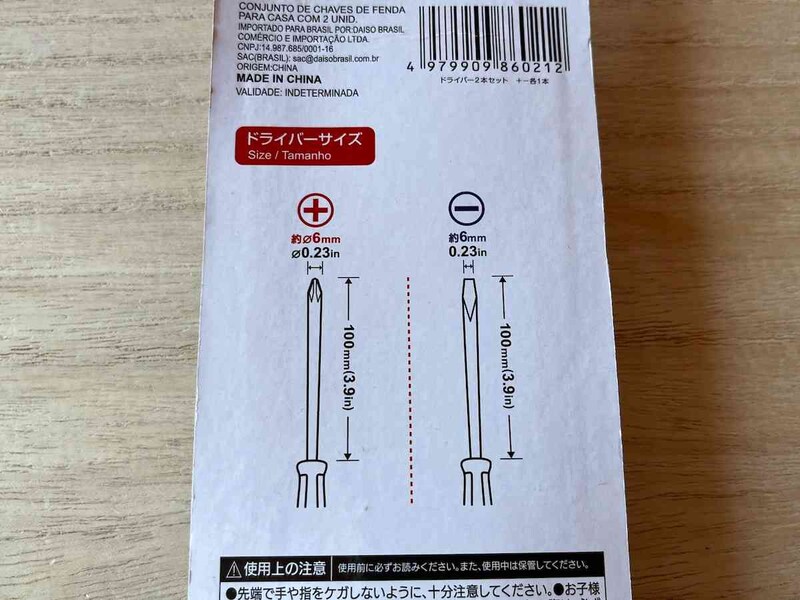 CONJUNTO DE CHAVES DE FENDA
PARA CASA COM 2 UNID.
IMPORTADO PARA BRASIL POR:DAISO BRASIL
COMÉRCIO E IMPORTAÇÃO LTDA.
CNPJ:14.987.685/0001-16
SAC(BRASIL): sac@daisobrasil.com.br
ORIGEM:CHINA
MADE IN CHINA
VALIDADE: INDETERMINADA
4 979909 860212
ドライバー2本セット +-各1本
ドライバーサイズ
Size / Tamanho
約⌀6mm
⌀0.23in
100mm(3.9in)
約6mm
0.23in
100mm(3.9in)
使用上の注意 使用前に必ずお読みください。また、使用中は保管してください。
●先端で手や指をケガしないように、十分注意してください。●お子様